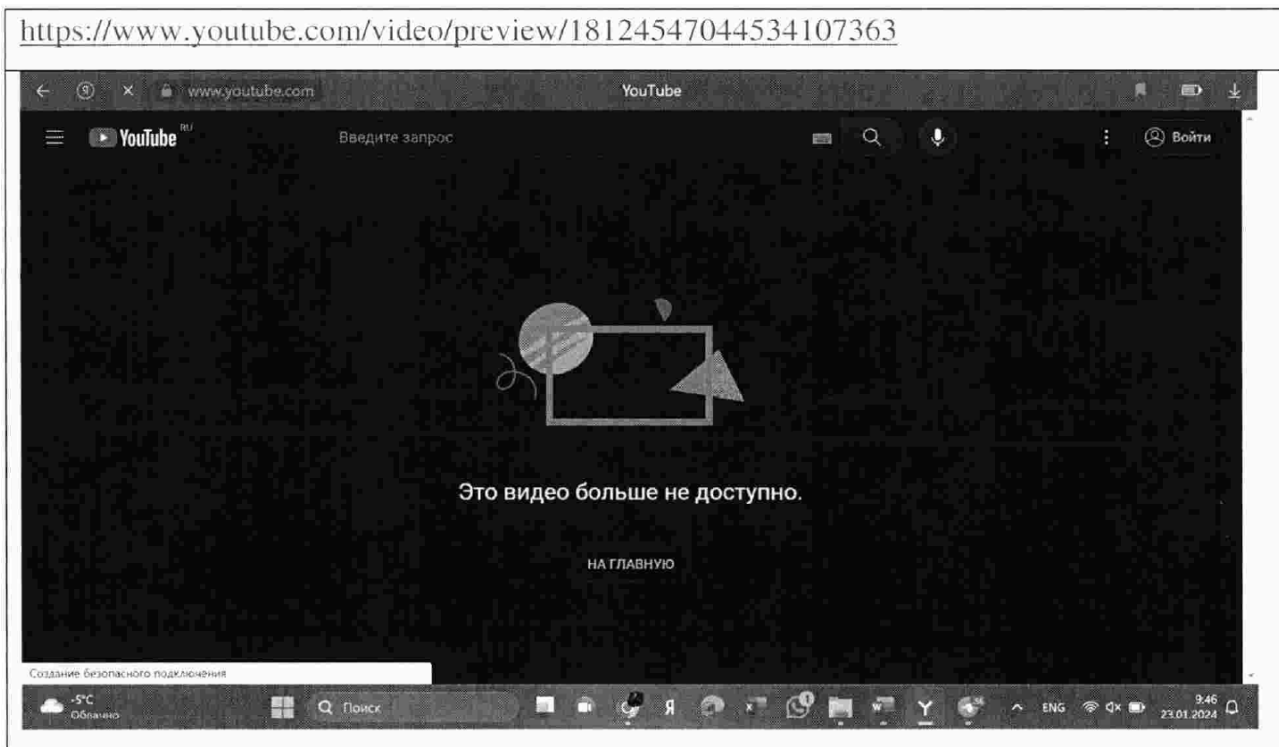 https://www.youtube.com/video/preview/18124547044534107363
www.youtube.com
YouTube
YouTube RU
Введите запрос
Войти
Это видео больше не доступно.
НА ГЛАВНУЮ
Создание безопасного подключения
-5°C
Облачно
Поиск
ENG
9:46
23.01.2024